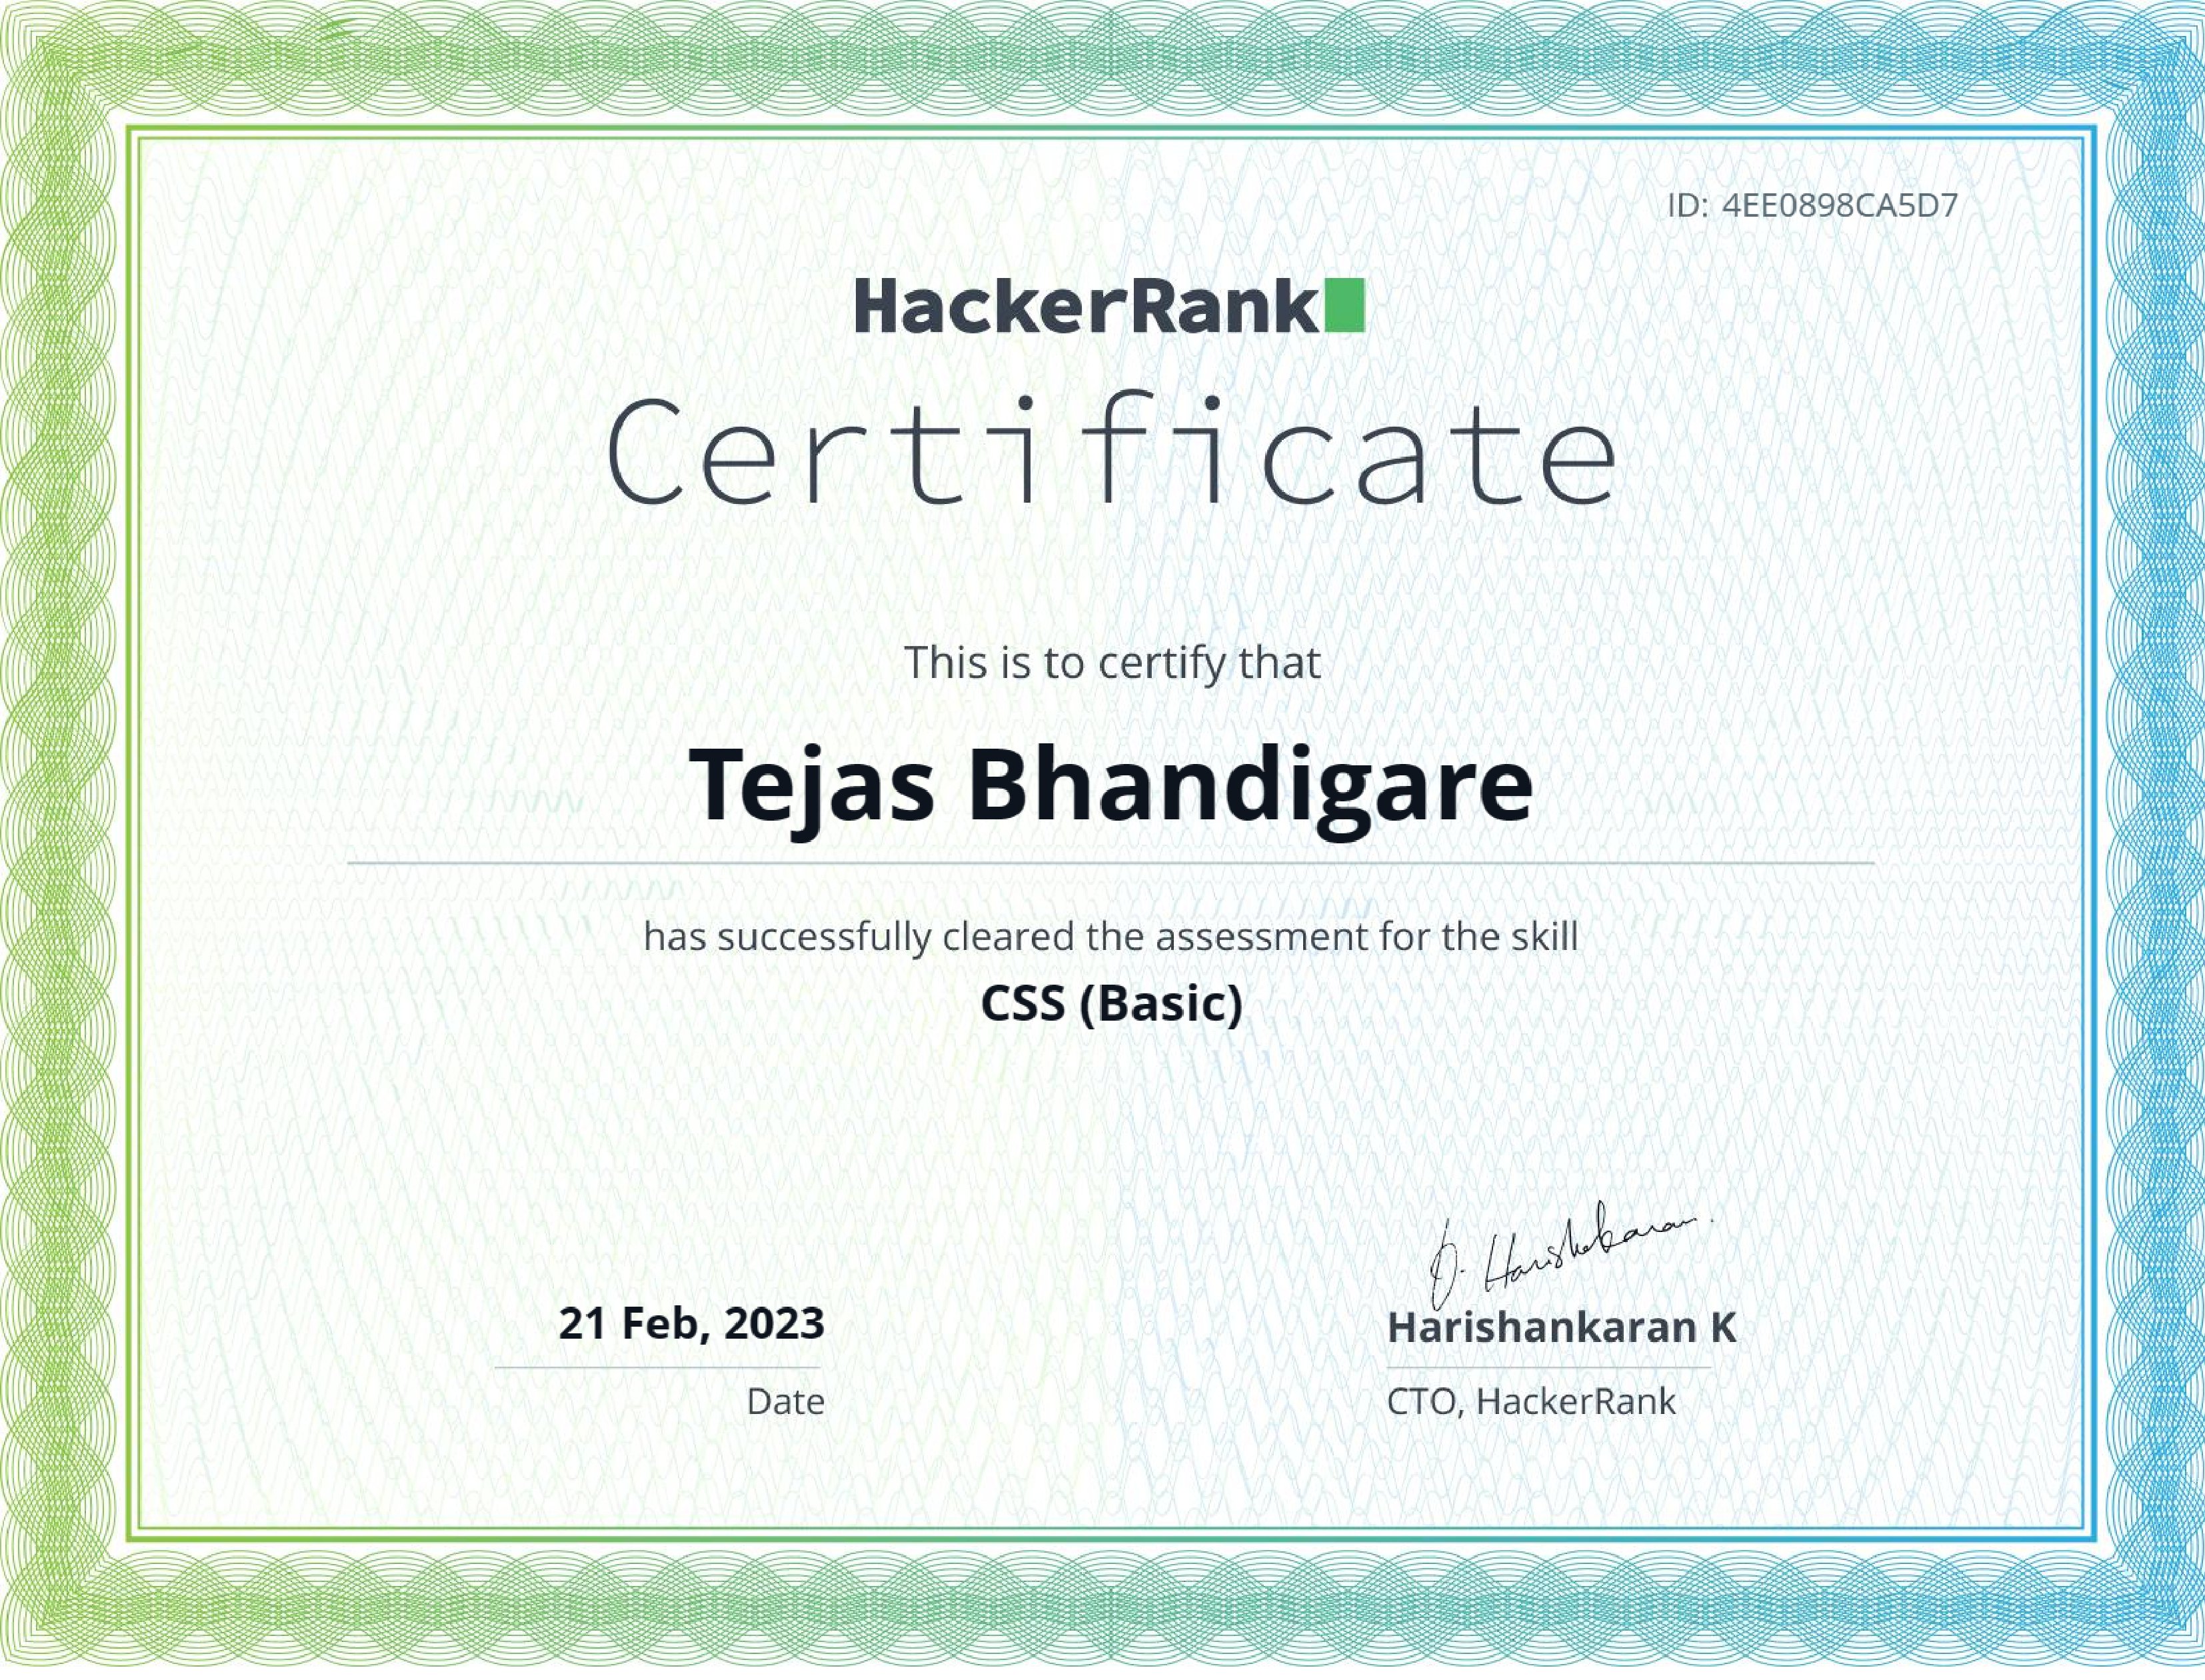 ID: 4EE0898CA5D7
HackerRank
Certificate
This is to certify that
Tejas Bhandigare
has successfully cleared the assessment for the skill
CSS (Basic)
21 Feb, 2023
Date
Harishankaran K
CTO, HackerRank